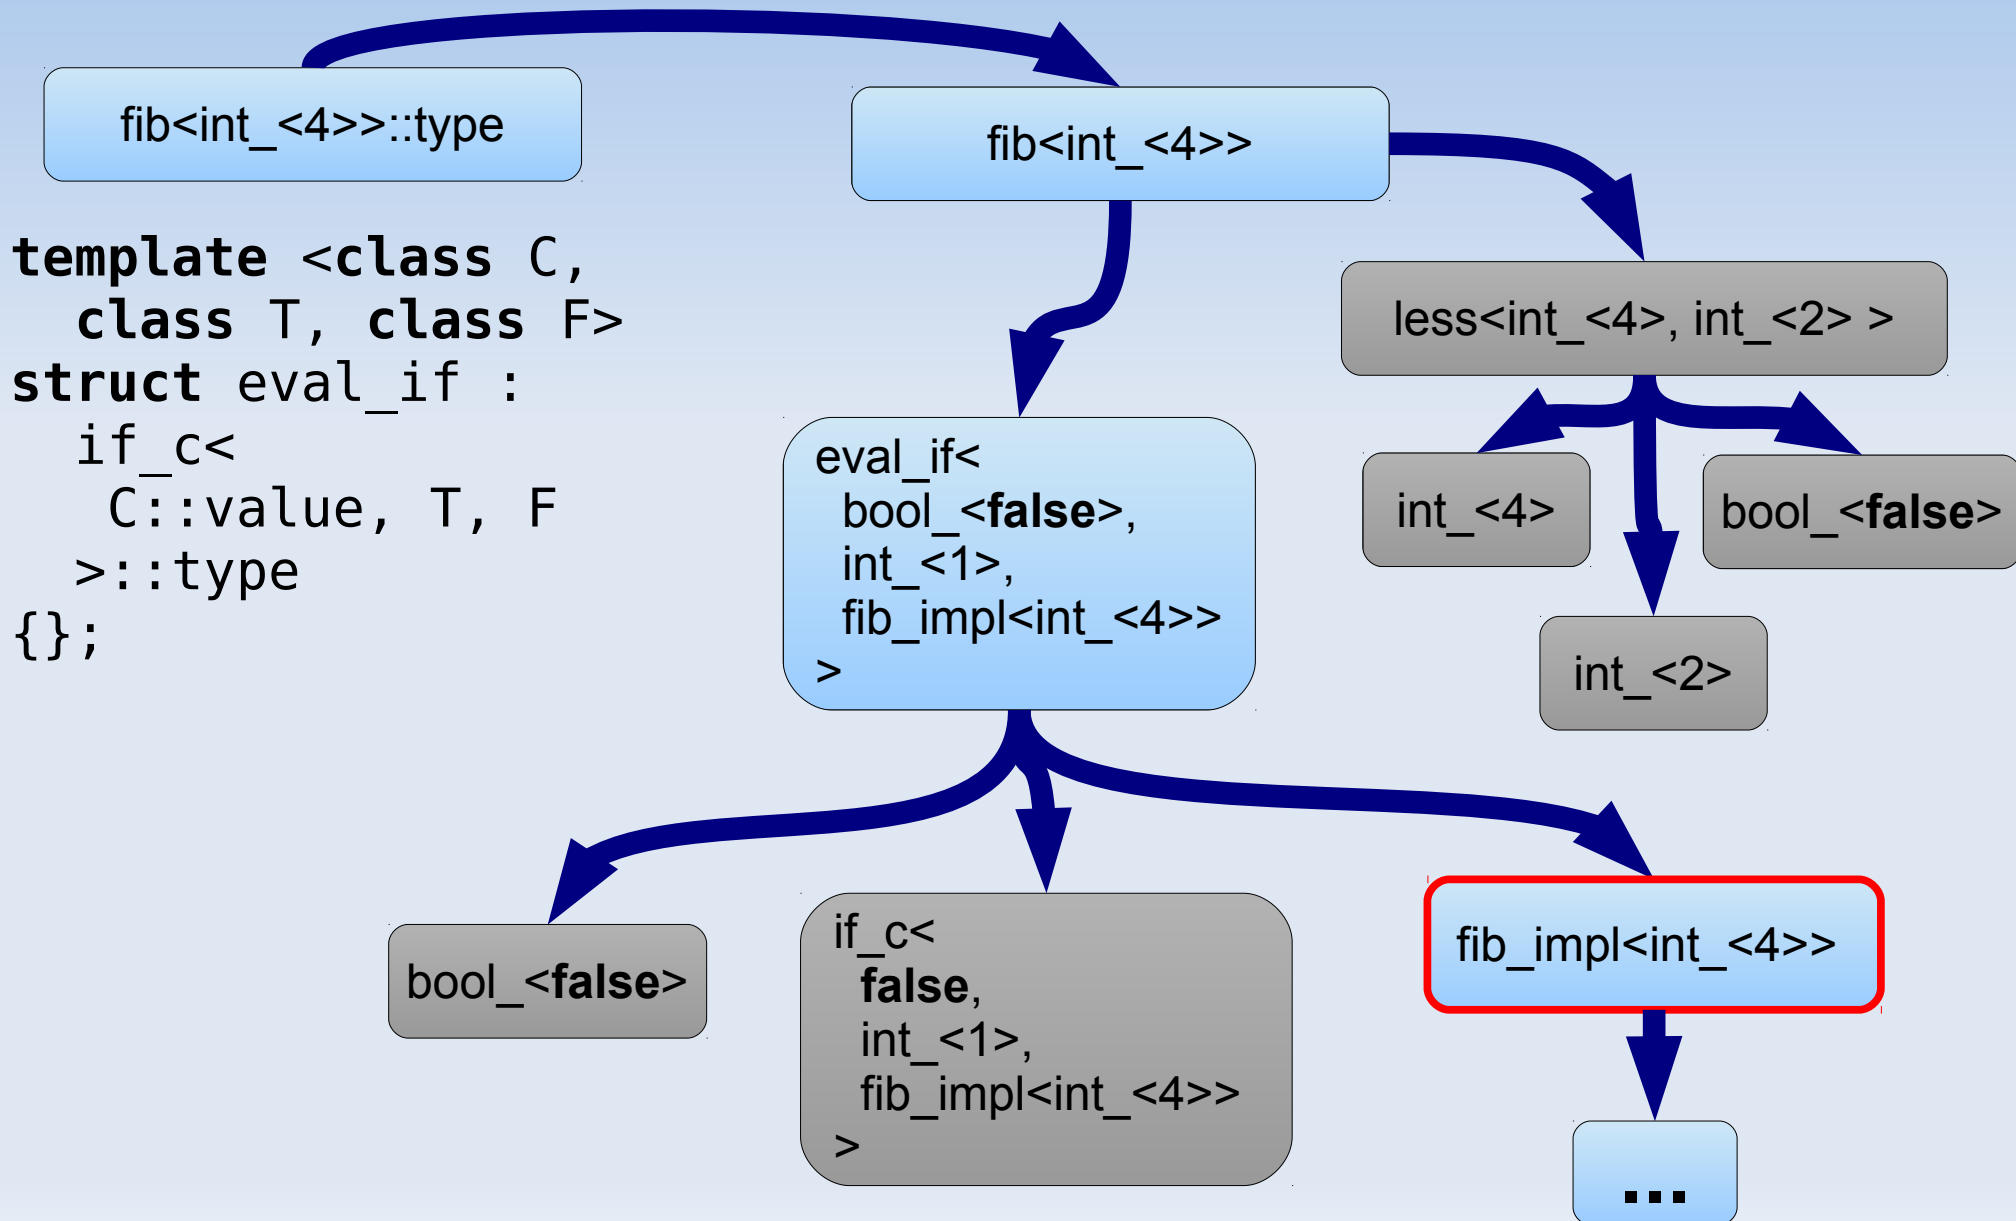 fib<int_<4>>::type
fib<int_<4>>
template <class C,
  class T, class F>
struct eval_if :
  if_c<
   C::value, T, F
  >::type
{};
less<int_<4>, int_<2> >
int_<4>
bool_<false>
int_<2>
eval_if<
  bool_<false>,
  int_<1>,
  fib_impl<int_<4>>
>
bool_<false>
if_c<
  false,
  int_<1>,
  fib_impl<int_<4>>
>
fib_impl<int_<4>>
...